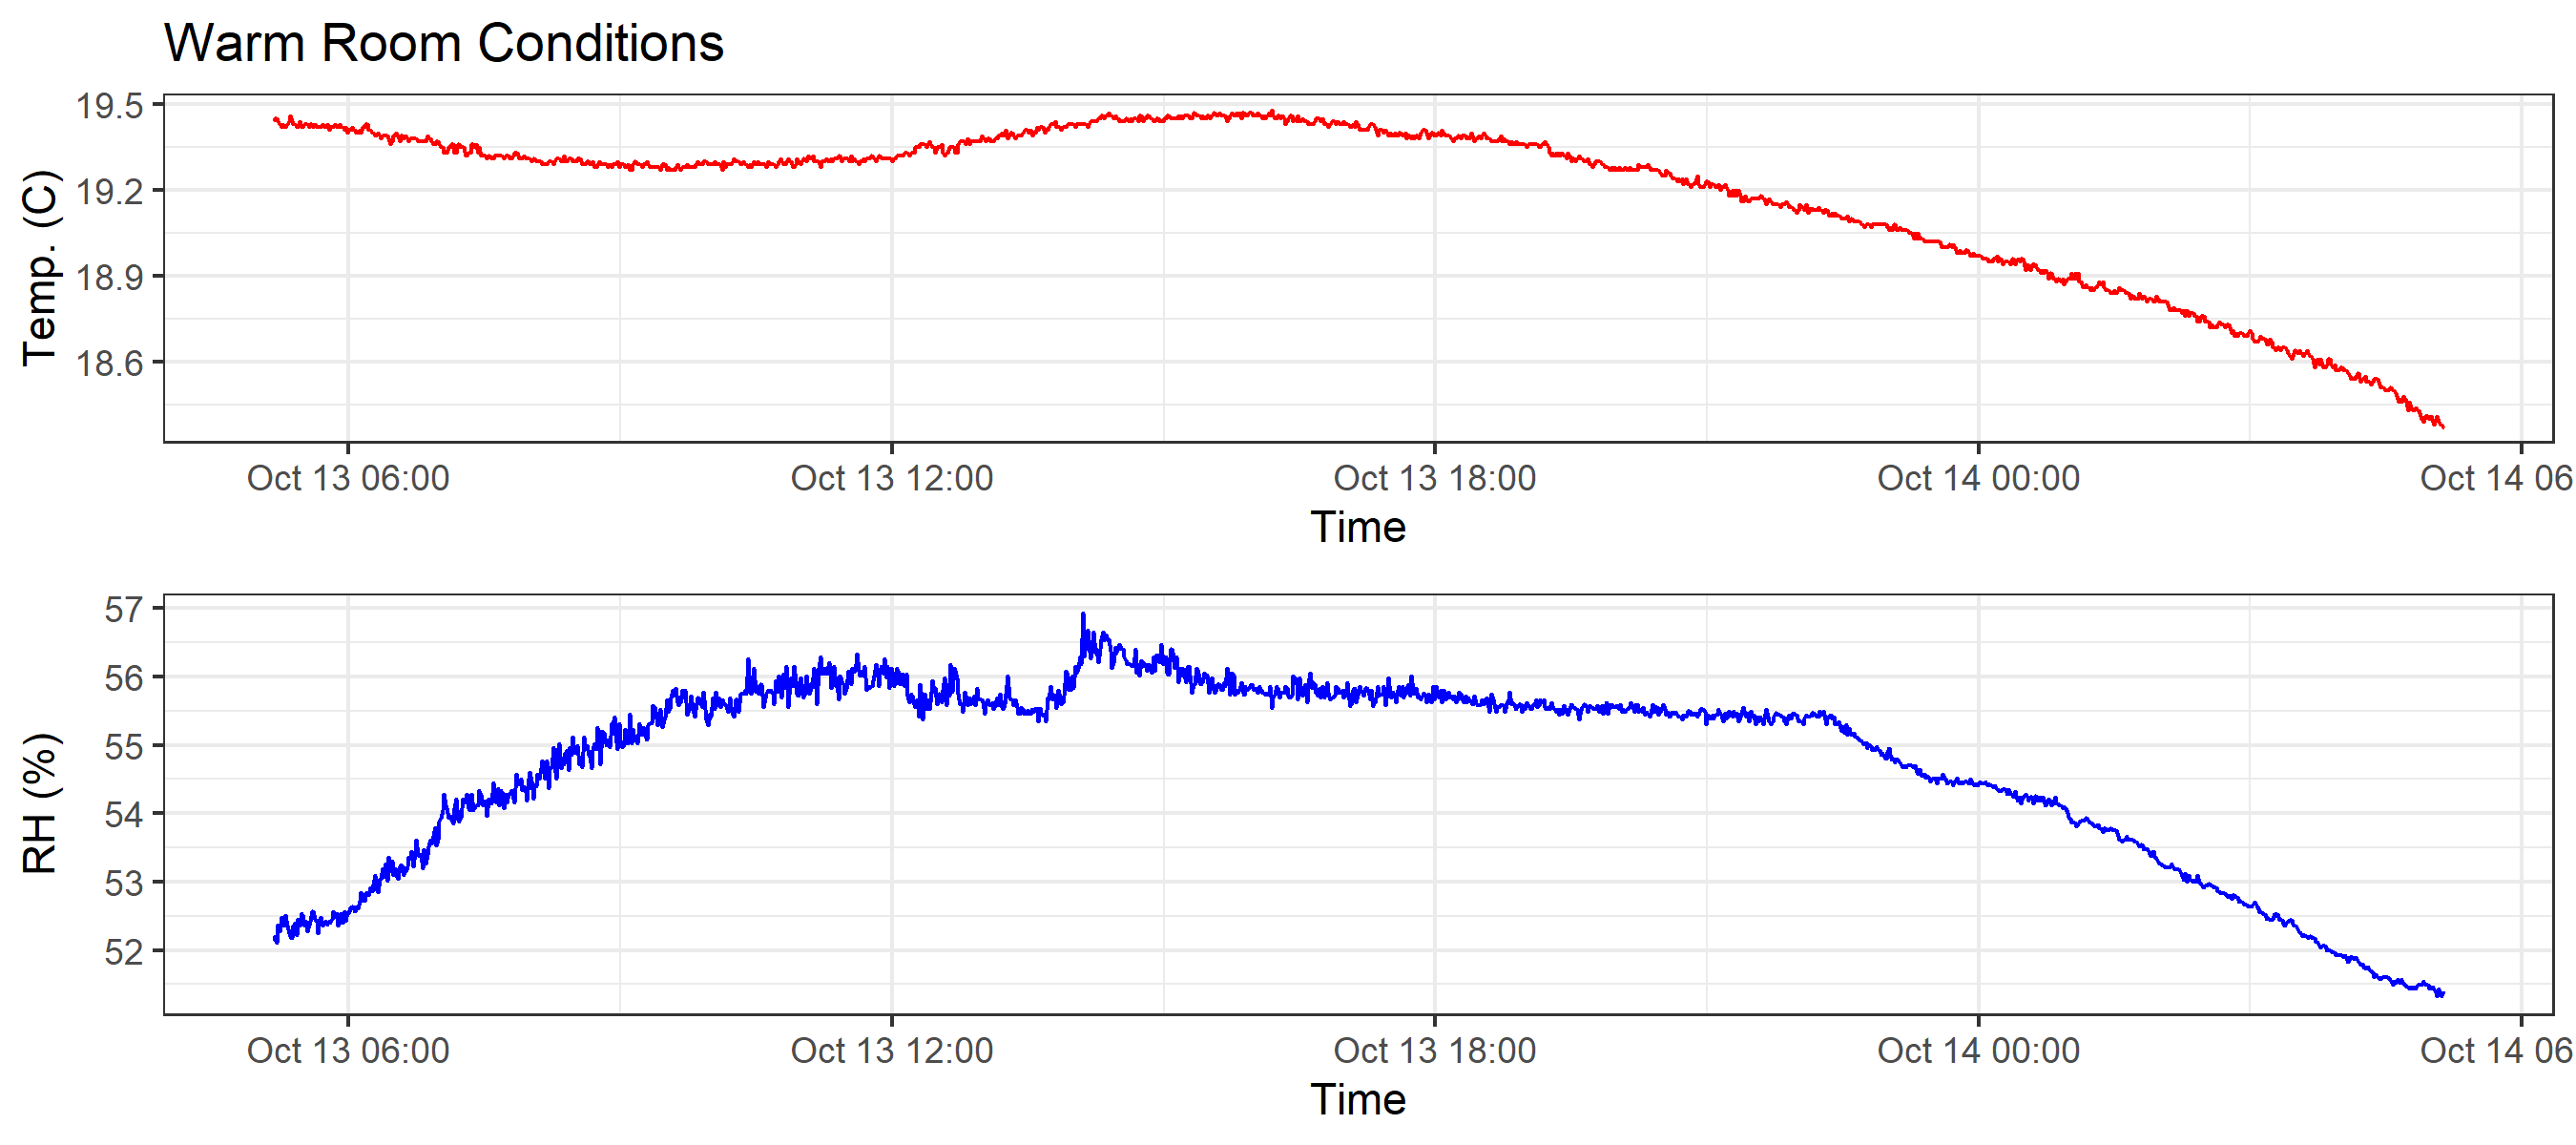 Warm Room Conditions
19.5
19.2
18.9
18.6
Temp. (C)
Oct 13 06:00 Oct 13 12:00 Oct 13 18:00 Oct 14 00:00 Oct 14 06
Time
57
56
55
54
53
52
RH (%)
Oct 13 06:00 Oct 13 12:00 Oct 13 18:00 Oct 14 00:00 Oct 14 06
Time